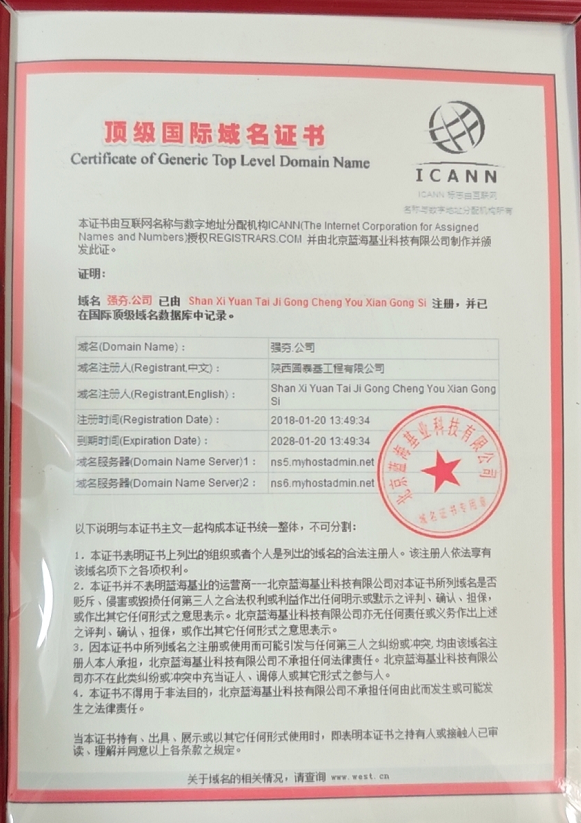 顶级国际域名证书
Certificate of Generic Top Level Domain Name
ICANN
ICANN 标志由互联网
名称与数字地址分配机构所有
本证书由互联网名称与数字地址分配机构ICANN(The Internet Corporation for Assigned
Names and Numbers)授权REGISTRARS.COM 并由北京蓝海基业科技有限公司制作并颁
发此证。
证明：
域名 强夯.公司 已由 Shan Xi Yuan Tai Ji Gong Cheng You Xian Gong Si 注册，并已
在国际顶级域名数据库中记录。
域名(Domain Name)： 强夯.公司
域名注册人(Registrant,中文)： 陕西圆泰基工程有限公司
域名注册人(Registrant,English)： Shan Xi Yuan Tai Ji Gong Cheng You Xian Gong
Si
注册时间(Registration Date)： 2018-01-20 13:49:34
到期时间(Expiration Date)： 2028-01-20 13:49:34
域名服务器(Domain Name Server)1： ns5.myhostadmin.net
域名服务器(Domain Name Server)2： ns6.myhostadmin.net
北京蓝海基业科技有限公司
域名证书专用章
以下说明与本证书主文一起构成本证书统一整体，不可分割：
1．本证书表明证书上列出的组织或者个人是列出的域名的合法注册人。该注册人依法享有
该域名项下之各项权利。
2．本证书并不表明蓝海基业的运营商---北京蓝海基业科技有限公司对本证书所列域名是否
贬斥、侵害或毁损任何第三人之合法权利或利益作出任何明示或默示之评判、确认、担保，
或作出其它任何形式之意思表示。北京蓝海基业科技有限公司亦无任何责任或义务作出上述
之评判、确认、担保，或作出其它任何形式之意思表示。
3．因本证书中所列域名之注册或使用而可能引发与任何第三人之纠纷或冲突，均由该域名注
册人本人承担，北京蓝海基业科技有限公司不承担任何法律责任。北京蓝海基业科技有限公
司亦不在此类纠纷或冲突中充当证人、调停人或其它形式之参与人。
4．本证书不得用于非法目的，北京蓝海基业科技有限公司不承担任何由此而发生或可能发
生之法律责任。
当本证书持有、出具、展示或以其它任何形式使用时，即表明本证书之持有人或接触人已审
读、理解并同意以上各条款之规定。
关于域名的相关情况，请查询 www.west.cn